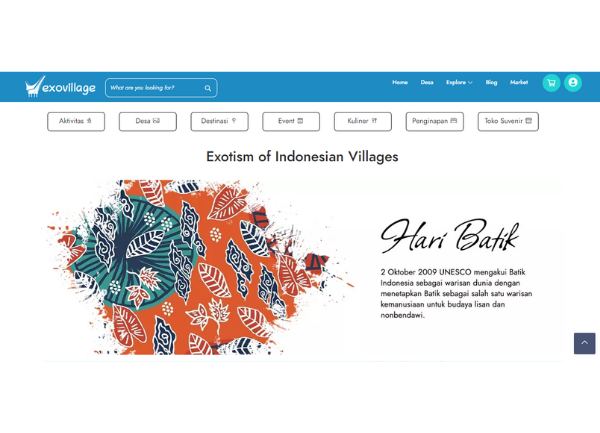 exovillage
What are you looking for?
Home Desa Explore Blog Market
Aktivitas Desa Destinasi Event Kuliner Penginapan Toko Suvenir
Exotism of Indonesian Villages
Hari Batik
2 Oktober 2009 UNESCO mengakui Batik
Indonesia sebagai warisan dunia dengan
menetapkan Batik sebagai salah satu warisan
kemanusiaan untuk budaya lisan dan
nonbendawi.